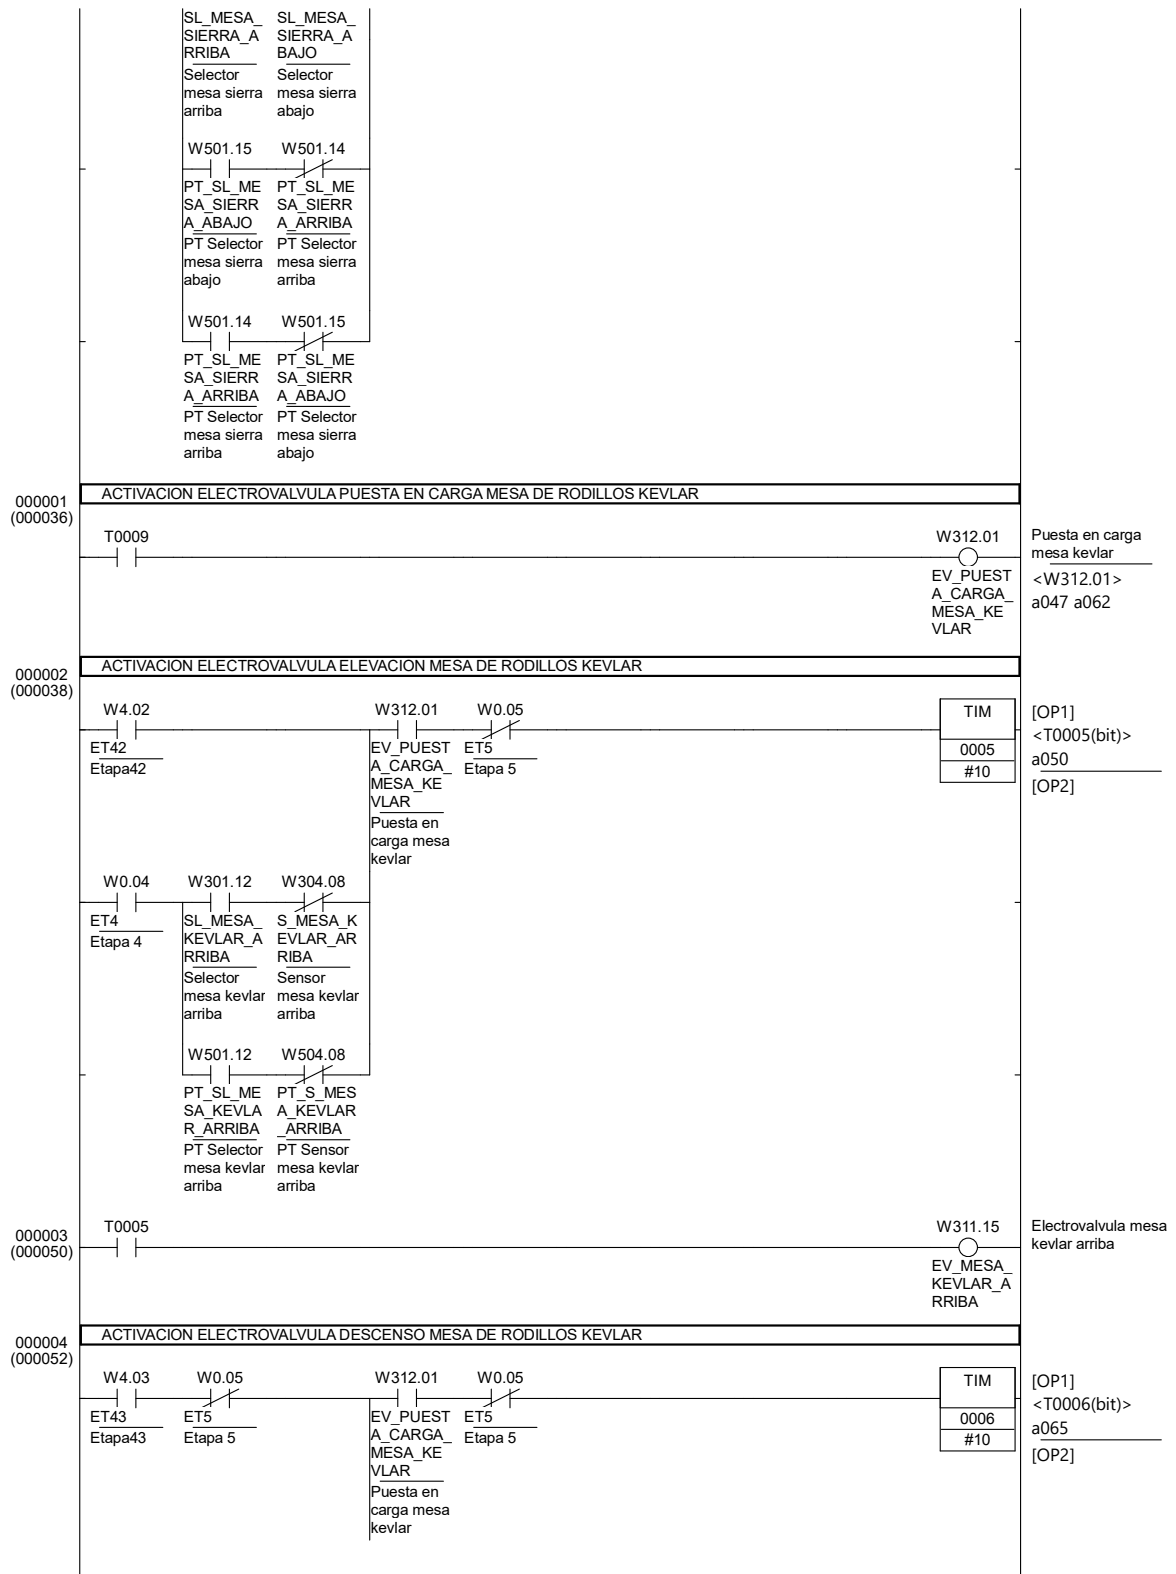 SL_MESA_ SL_MESA_
SIERRA_A SIERRA_A
RRIBA BAJO
Selector Selector
mesa sierra mesa sierra
arriba abajo
W501.15 W501.14
PT_SL_ME PT_SL_ME
SA_SIERR SA_SIERR
A_ABAJO A_ARRIBA
PT Selector PT Selector
mesa sierra mesa sierra
abajo arriba
W501.14 W501.15
PT_SL_ME PT_SL_ME
SA_SIERR SA_SIERR
A_ARRIBA A_ABAJO
PT Selector PT Selector
mesa sierra mesa sierra
arriba abajo
000001 ACTIVACION ELECTROVALVULA PUESTA EN CARGA MESA DE RODILLOS KEVLAR
(000036)
T0009 W312.01 Puesta en carga
mesa kevlar
EV_PUEST <W312.01>
A_CARGA_ a047 a062
MESA_KE
VLAR
000002 ACTIVACION ELECTROVALVULA ELEVACION MESA DE RODILLOS KEVLAR
(000038)
W4.02 W312.01 W0.05 TIM [OP1]
<T0005(bit)>
ET42 EV_PUEST ET5 0005
Etapa42 A_CARGA_ Etapa 5 #10 a050
MESA_KE [OP2]
VLAR
Puesta en
carga mesa
kevlar
W0.04 W301.12 W304.08
ET4 SL_MESA_ S_MESA_K
Etapa 4 KEVLAR_A EVLAR_AR
RRIBA RIBA
Selector Sensor
mesa kevlar mesa kevlar
arriba arriba
W501.12 W504.08
PT_SL_ME PT_S_MES
SA_KEVLA A_KEVLAR
R_ARRIBA _ARRIBA
PT Selector PT Sensor
mesa kevlar mesa kevlar
arriba arriba
000003 T0005 W311.15 Electrovalvula mesa
(000050) kevlar arriba
EV_MESA_
KEVLAR_A
RRIBA
000004 ACTIVACION ELECTROVALVULA DESCENSO MESA DE RODILLOS KEVLAR
(000052)
W4.03 W0.05 W312.01 W0.05 TIM [OP1]
<T0006(bit)>
ET43 ET5 EV_PUEST ET5 0006
Etapa43 Etapa 5 A_CARGA_ Etapa 5 #10 a065
MESA_KE [OP2]
VLAR
Puesta en
carga mesa
kevlar